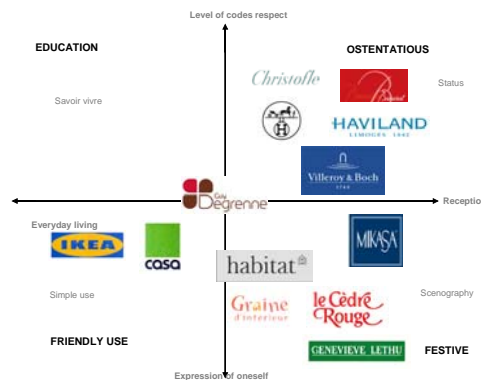 Level of codes respect
EDUCATION
OSTENTATIOUS
Christofle
Status
Savoir vivre
H
HAVILAND
LIMOGES 1842
Villeroy & Boch
1748
Guy
Degrenne
Receptio
Everyday living
IKEA
casa
MIKASA
habitat
Simple use
Scenography
Graine
d'intérieur
le Cèdre
Rouge
FRIENDLY USE
GENEVIEVE LETHU
FESTIVE
Expression of oneself